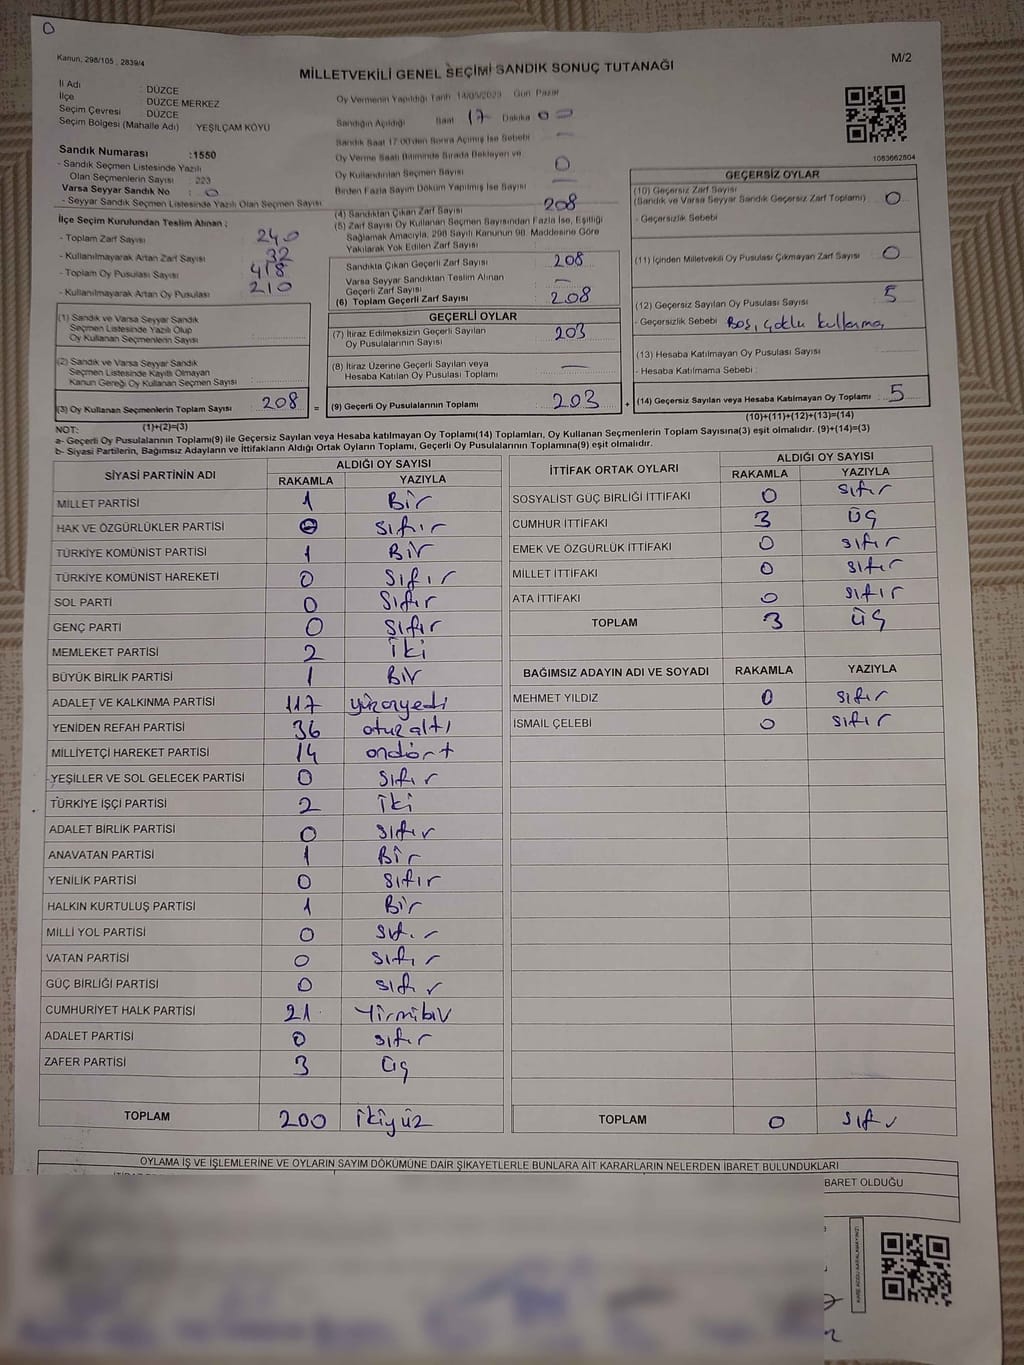 Kanun, 298/105 , 2839/4
M/2
MİLLETVEKİLİ GENEL SEÇİMİ SANDIK SONUÇ TUTANAĞI
İl Adı : DÜZCE
İlçe : DÜZCE MERKEZ
Seçim Çevresi : DÜZCE
Seçim Bölgesi (Mahalle Adı) : YEŞİLÇAM KÖYÜ
Oy Vermenin Yapıldığı Tarih 14/05/2023 Gün Pazar
Sandığın Açıldığı Saat 17 Dakika 00
Sandık Saat 17:00'den Sonra Açılmış İse Sebebi —
Oy Verme Saati Bitiminde Sırada Bekleyen ve
Oy Kullandırılan Seçmen Sayısı 0
Birden Fazla Sayım Döküm Yapılmış İse Sayısı —
1083662804
Sandık Numarası :1550
- Sandık Seçmen Listesinde Yazılı
Olan Seçmenlerin Sayısı : 223
Varsa Seyyar Sandık No : 0
- Seyyar Sandık Seçmen Listesinde Yazılı Olan Seçmen Sayısı
İlçe Seçim Kurulundan Teslim Alınan ;
- Toplam Zarf Sayısı 240
- Kullanılmayarak Artan Zarf Sayısı 32
- Toplam Oy Pusulası Sayısı 418
- Kullanılmayarak Artan Oy Pusulası 210
(1) Sandık ve Varsa Seyyar Sandık
Seçmen Listesinde Yazılı Olup
Oy Kullanan Seçmenlerin Sayısı
(2) Sandık ve Varsa Seyyar Sandık
Seçmen Listesinde Kayıtlı Olmayan
Kanun Gereği Oy Kullanan Seçmen Sayısı
(3) Oy Kullanan Seçmenlerin Toplam Sayısı 208 =
(1)+(2)=(3)
(4) Sandıktan Çıkan Zarf Sayısı 208
(5) Zarf Sayısı Oy Kullanan Seçmen Sayısından Fazla İse, Eşitliği
Sağlamak Amacıyla, 298 Sayılı Kanunun 98. Maddesine Göre
Yakılarak Yok Edilen Zarf Sayısı :
Sandıkta Çıkan Geçerli Zarf Sayısı 208
Varsa Seyyar Sandıktan Teslim Alınan
Geçerli Zarf Sayısı —
(6) Toplam Geçerli Zarf Sayısı 208
GEÇERLİ OYLAR
(7) İtiraz Edilmeksizin Geçerli Sayılan
Oy Pusulalarının Sayısı 203
(8) İtiraz Üzerine Geçerli Sayılan veya
Hesaba Katılan Oy Pusulası Toplamı —
(9) Geçerli Oy Pusulalarının Toplamı 203 +
GEÇERSİZ OYLAR
(10) Geçersiz Zarf Sayısı
(Sandık ve Varsa Seyyar Sandık Geçersiz Zarf Toplamı) 0
- Geçersizlik Sebebi
(11) İçinden Milletvekili Oy Pusulası Çıkmayan Zarf Sayısı 0
(12) Geçersiz Sayılan Oy Pusulası Sayısı 5
- Geçersizlik Sebebi Boş, çoklu kullanma
(13) Hesaba Katılmayan Oy Pusulası Sayısı
- Hesaba Katılmama Sebebi :
(14) Geçersiz Sayılan veya Hesaba Katılmayan Oy Toplamı 5
(10)+(11)+(12)+(13)=(14)
NOT:
a- Geçerli Oy Pusulalarının Toplamı(9) ile Geçersiz Sayılan veya Hesaba katılmayan Oy Toplamı(14) Toplamları, Oy Kullanan Seçmenlerin Toplam Sayısına(3) eşit olmalıdır. (9)+(14)=(3)
b- Siyasi Partilerin, Bağımsız Adayların ve İttifakların Aldığı Ortak Oyların Toplamı, Geçerli Oy Pusulalarının Toplamına(9) eşit olmalıdır.
SİYASİ PARTİNİN ADI ALDIĞI OY SAYISI
RAKAMLA YAZIYLA
MİLLET PARTİSİ 1 Bir
HAK VE ÖZGÜRLÜKLER PARTİSİ 0 sıfır
TÜRKİYE KOMÜNİST PARTİSİ 1 Bir
TÜRKİYE KOMÜNİST HAREKETİ 0 sıfır
SOL PARTİ 0 sıfır
GENÇ PARTİ 0 sıfır
MEMLEKET PARTİSİ 2 iki
BÜYÜK BİRLİK PARTİSİ 1 Bir
ADALET VE KALKINMA PARTİSİ 117 yüzonyedi
YENİDEN REFAH PARTİSİ 36 otuzaltı
MİLLİYETÇİ HAREKET PARTİSİ 14 ondört
YEŞİLLER VE SOL GELECEK PARTİSİ 0 sıfır
TÜRKİYE İŞÇİ PARTİSİ 2 iki
ADALET BİRLİK PARTİSİ 0 sıfır
ANAVATAN PARTİSİ 1 Bir
YENİLİK PARTİSİ 0 sıfır
HALKIN KURTULUŞ PARTİSİ 1 Bir
MİLLİ YOL PARTİSİ 0 sıfır
VATAN PARTİSİ 0 sıfır
GÜÇ BİRLİĞİ PARTİSİ 0 sıfır
CUMHURİYET HALK PARTİSİ 21 Yirmibir
ADALET PARTİSİ 0 sıfır
ZAFER PARTİSİ 3 üç
TOPLAM 200 ikiyüz
İTTİFAK ORTAK OYLARI ALDIĞI OY SAYISI
RAKAMLA YAZIYLA
SOSYALİST GÜÇ BİRLİĞİ İTTİFAKI 0 sıfır
CUMHUR İTTİFAKI 3 üç
EMEK VE ÖZGÜRLÜK İTTİFAKI 0 sıfır
MİLLET İTTİFAKI 0 sıfır
ATA İTTİFAKI 0 sıfır
TOPLAM 3 üç
BAĞIMSIZ ADAYIN ADI VE SOYADI RAKAMLA YAZIYLA
MEHMET YILDIZ 0 sıfır
İSMAİL ÇELEBİ 0 sıfır
TOPLAM 0 sıfır
OYLAMA İŞ VE İŞLEMLERİNE VE OYLARIN SAYIM DÖKÜMÜNE DAİR ŞİKAYETLERLE BUNLARA AİT KARARLARIN NELERDEN İBARET BULUNDUKLARI
BARET OLDUĞU